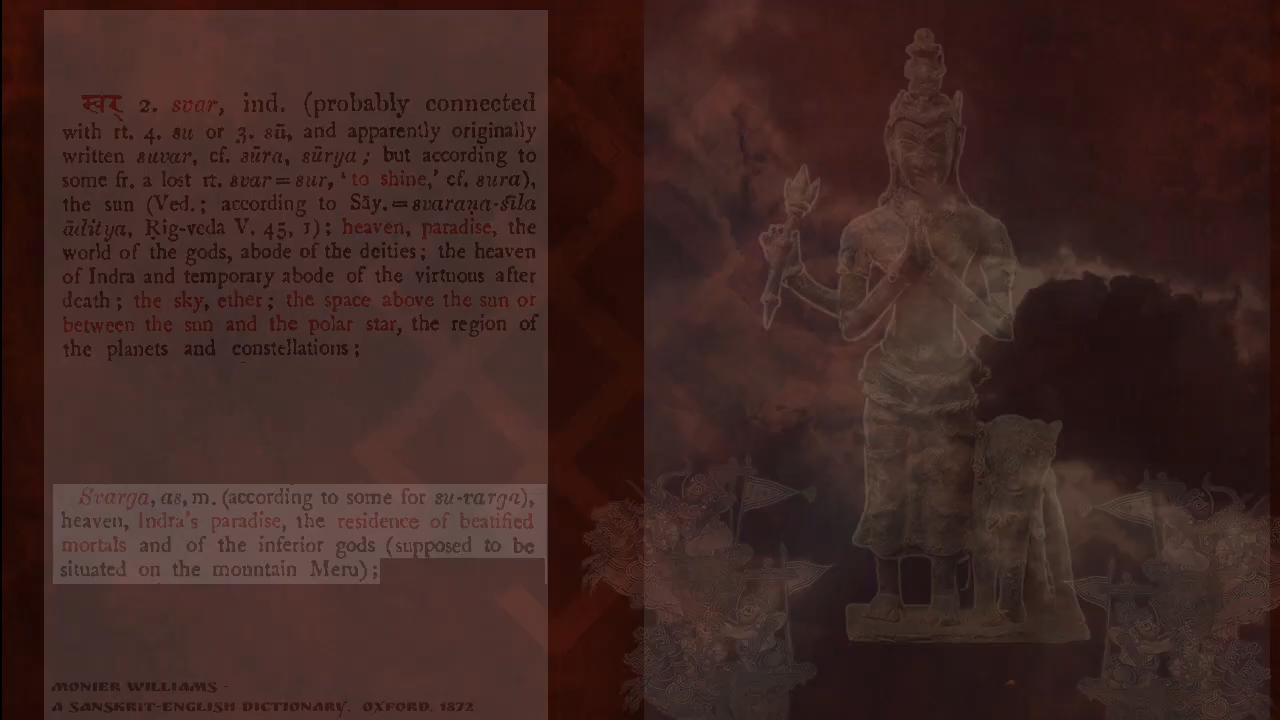 स्वर् 2. svar, ind. (probably connected
with rt. 4. su or 3. sū, and apparently originally
written suvar, cf. sūra, sūrya; but according to
some fr. a lost rt. svar = sur, ‘to shine,’ cf. sura),
the sun (Ved.; according to Sāy. = svaraṇa-śīla
āditya, Ṛig-veda V. 45, 1); heaven, paradise, the
world of the gods, abode of the deities; the heaven
of Indra and temporary abode of the virtuous after
death; the sky, ether; the space above the sun or
between the sun and the polar star, the region of
the planets and constellations;
Svarga, as, m. (according to some for su-varga),
heaven, Indra's paradise, the residence of beatified
mortals and of the inferior gods (supposed to be
situated on the mountain Meru);
MONIER WILLIAMS -
A SANSKRIT-ENGLISH DICTIONARY. OXFORD, 1872